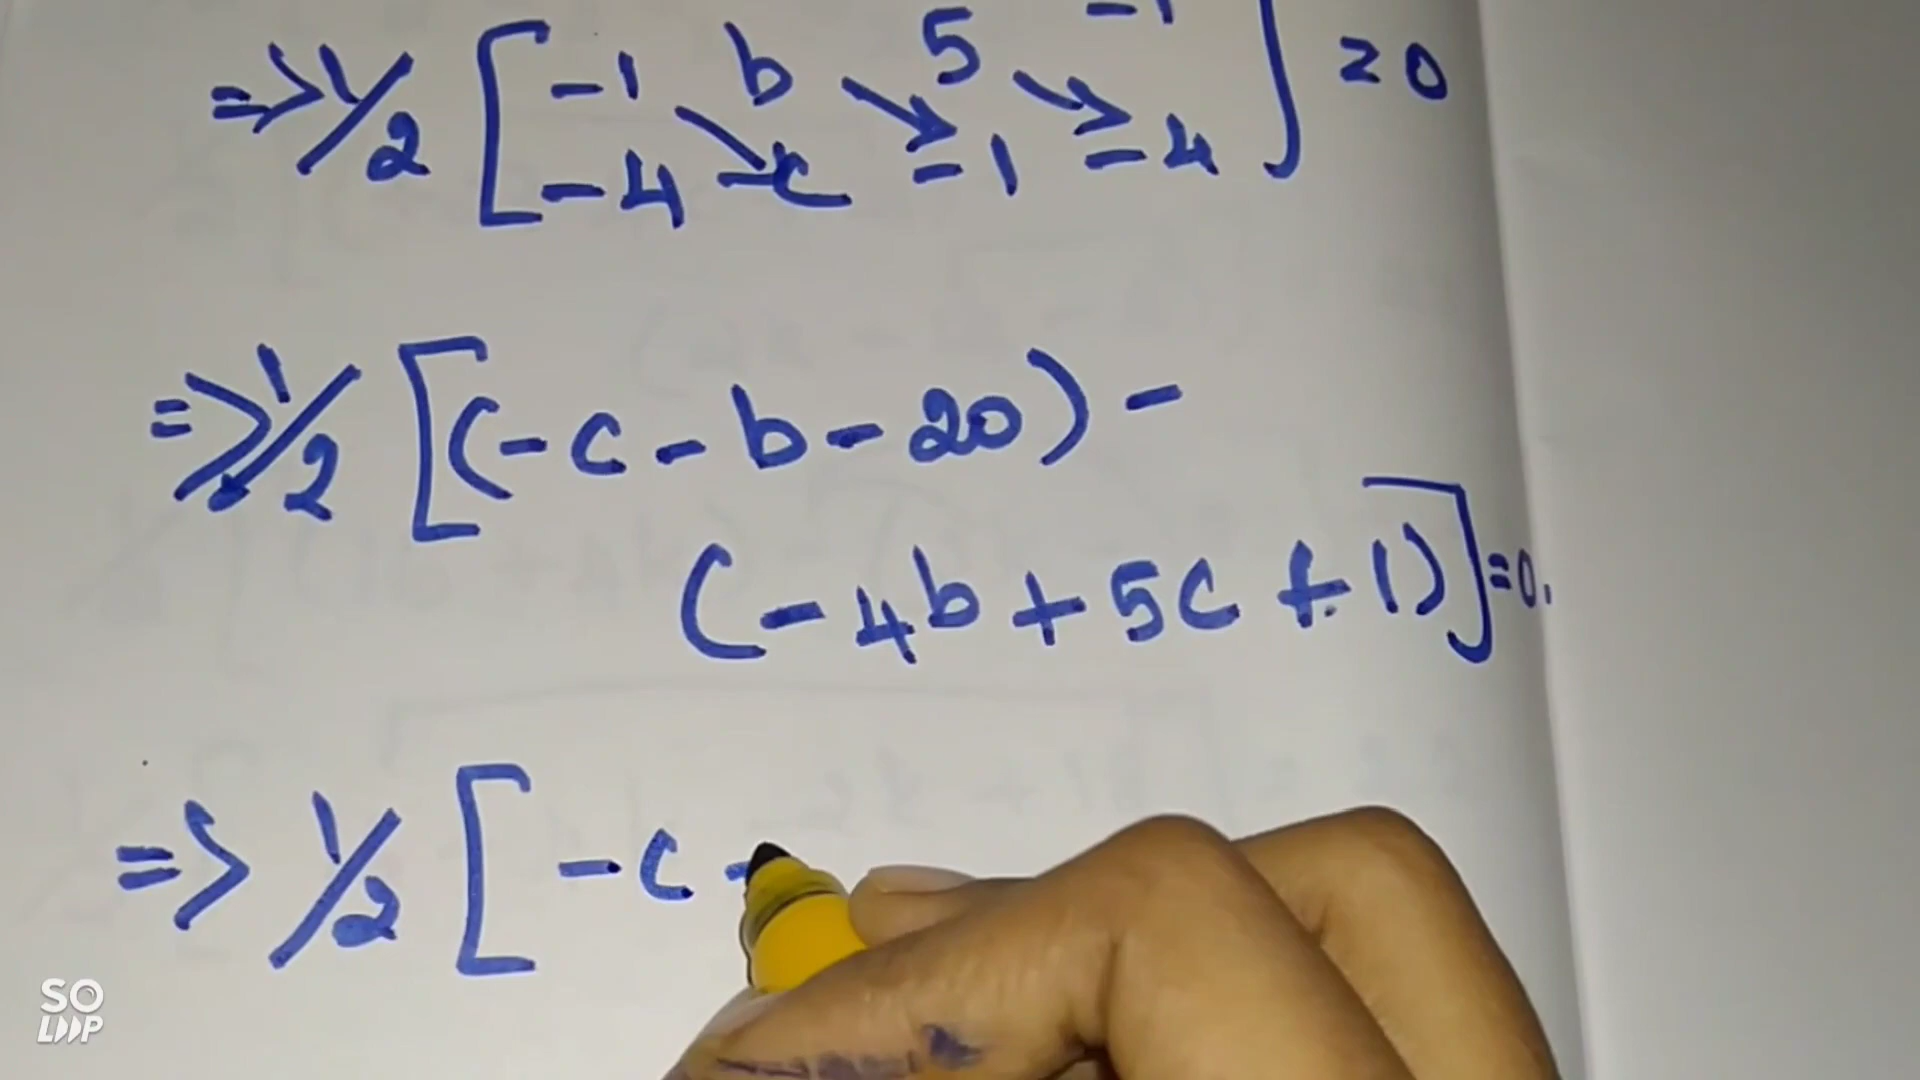 => 1/2 [ -1 b 5 -1 ] = 0
-4 c -1 -4
=> 1/2 [ (-c - b - 20) -
(-4b + 5c + 1) ] = 0.
=> 1/2 [ -c -
SO
LOOP